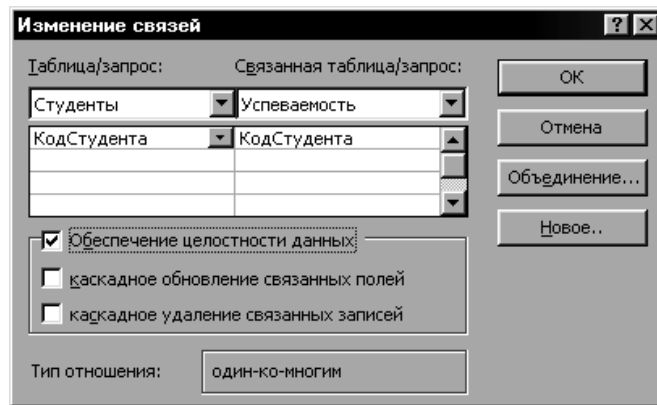 Изменение связей
Таблица/запрос: Связанная таблица/запрос:
Студенты Успеваемость
КодСтудента КодСтудента
Обеспечение целостности данных
каскадное обновление связанных полей
каскадное удаление связанных записей
Тип отношения: один-ко-многим
ОК
Отмена
Объединение...
Новое..